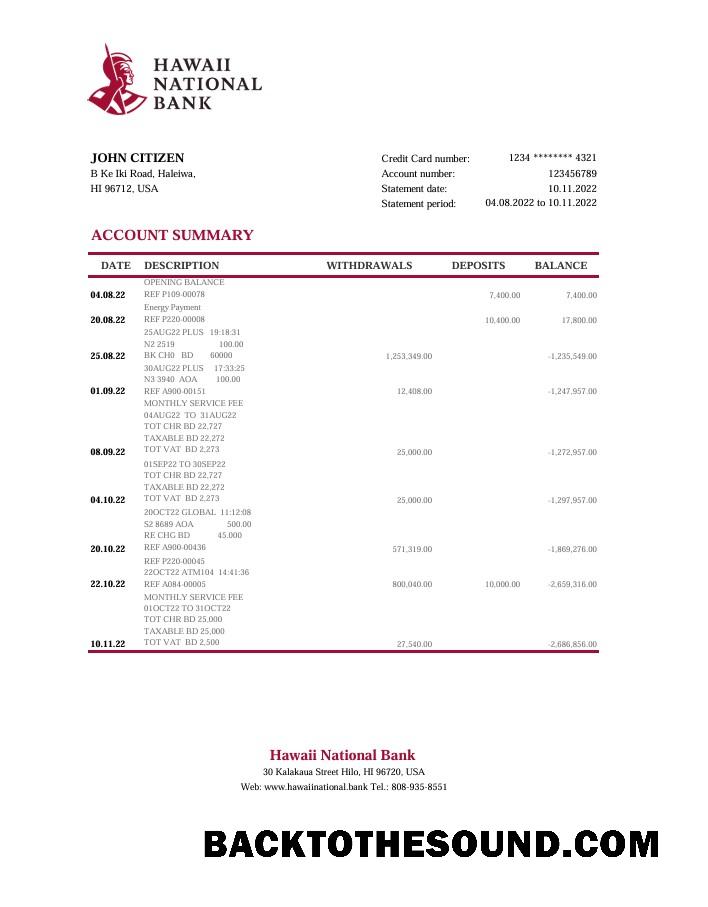 HAWAII
NATIONAL
BANK
JOHN CITIZEN
B Ke Iki Road, Haleiwa,
HI 96712, USA
Credit Card number: 1234 ******** 4321
Account number: 123456789
Statement date: 10.11.2022
Statement period: 04.08.2022 to 10.11.2022
ACCOUNT SUMMARY
DATE DESCRIPTION WITHDRAWALS DEPOSITS BALANCE
OPENING BALANCE
04.08.22 REF P109-00078 7,400.00 7,400.00
Energy Payment
20.08.22 REF P220-00008 10,400.00 17,800.00
25AUG22 PLUS 19:18:31
N2 2519 100.00
25.08.22 BK CH0 BD 60000 1,253,349.00 -1,235,549.00
30AUG22 PLUS 17:33:25
N3 3940 AOA 100.00
01.09.22 REF A900-00151 12,408.00 -1,247,957.00
MONTHLY SERVICE FEE
04AUG22 TO 31AUG22
TOT CHR BD 22,727
TAXABLE BD 22,272
08.09.22 TOT VAT BD 2,273 25,000.00 -1,272,957.00
01SEP22 TO 30SEP22
TOT CHR BD 22,727
TAXABLE BD 22,272
04.10.22 TOT VAT BD 2,273 25,000.00 -1,297,957.00
20OCT22 GLOBAL 11:12:08
S2 8689 AOA 500.00
RE CHG BD 45.000
20.10.22 REF A900-00436 571,319.00 -1,869,276.00
REF P220-00045
22OCT22 ATM104 14:41:36
22.10.22 REF A084-00005 800,040.00 10,000.00 -2,659,316.00
MONTHLY SERVICE FEE
01OCT22 TO 31OCT22
TOT CHR BD 25,000
TAXABLE BD 25,000
10.11.22 TOT VAT BD 2,500 27,540.00 -2,686,856.00
Hawaii National Bank
30 Kalakaua Street Hilo, HI 96720, USA
Web: www.hawaiinational.bank Tel.: 808-935-8551
BACKTOTHESOUND.COM